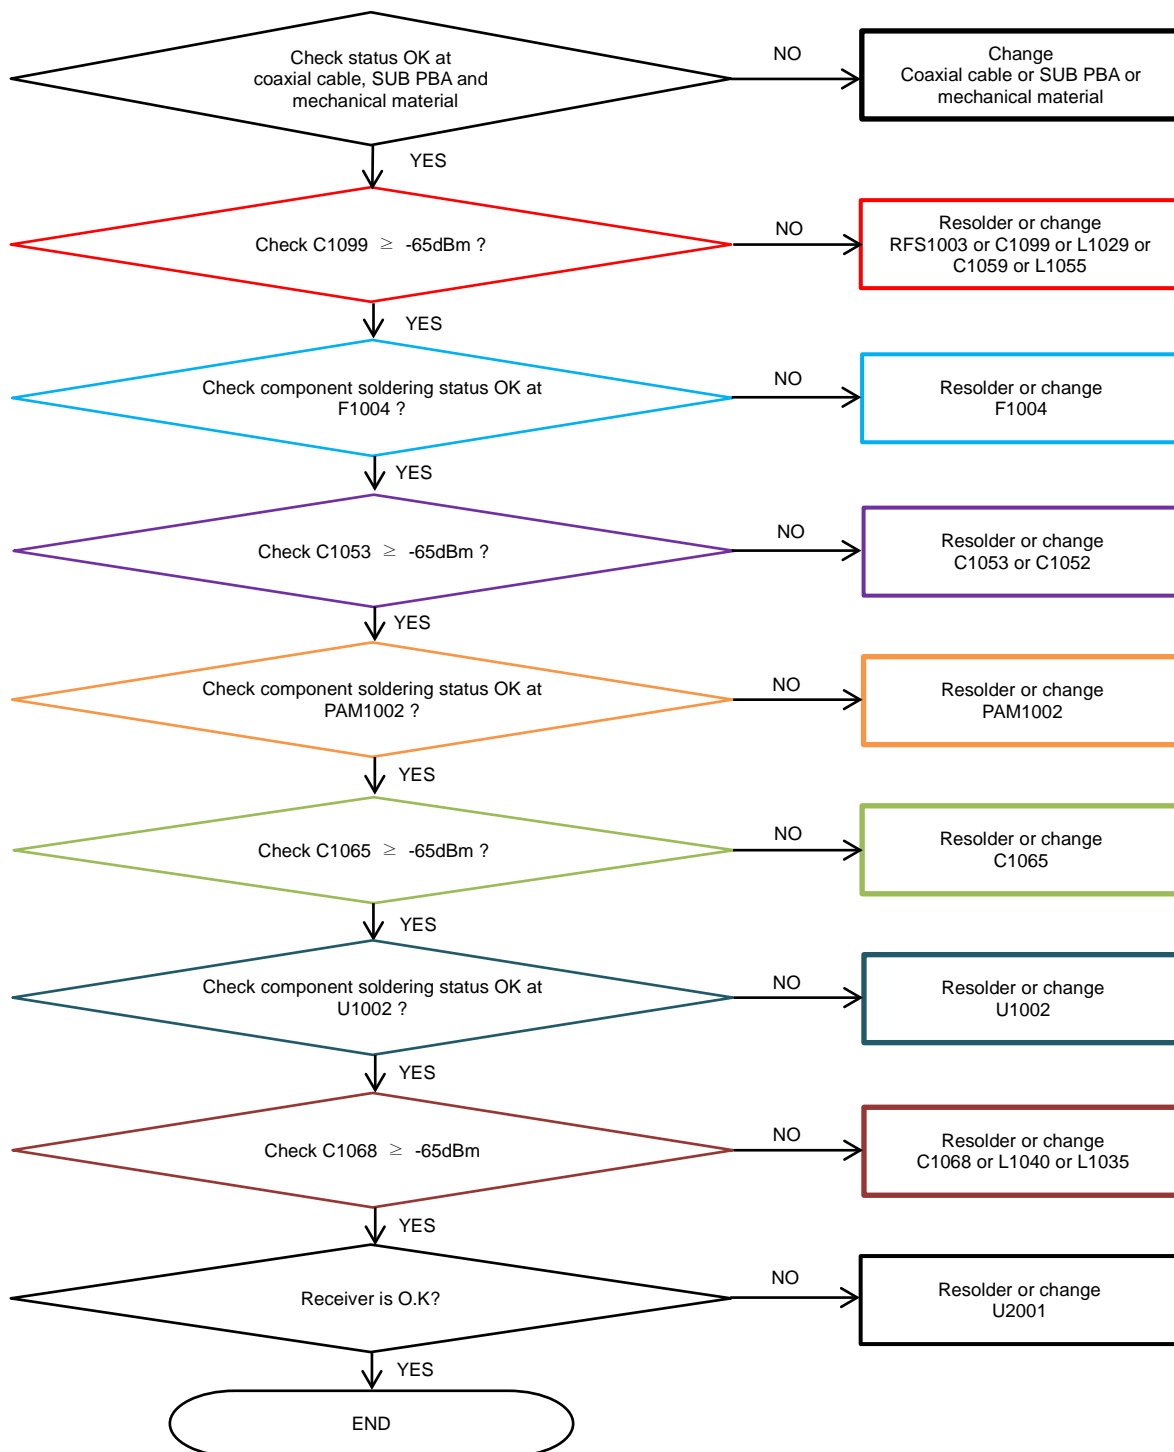 Check status OK at
coaxial cable, SUB PBA and
mechanical material
NO
Change
Coaxial cable or SUB PBA or
mechanical material
YES
Check C1099 ≥ -65dBm ?
NO
Resolder or change
RFS1003 or C1099 or L1029 or
C1059 or L1055
YES
Check component soldering status OK at
F1004 ?
NO
Resolder or change
F1004
YES
Check C1053 ≥ -65dBm ?
NO
Resolder or change
C1053 or C1052
YES
Check component soldering status OK at
PAM1002 ?
NO
Resolder or change
PAM1002
YES
Check C1065 ≥ -65dBm ?
NO
Resolder or change
C1065
YES
Check component soldering status OK at
U1002 ?
NO
Resolder or change
U1002
YES
Check C1068 ≥ -65dBm
NO
Resolder or change
C1068 or L1040 or L1035
YES
Receiver is O.K?
NO
Resolder or change
U2001
YES
END